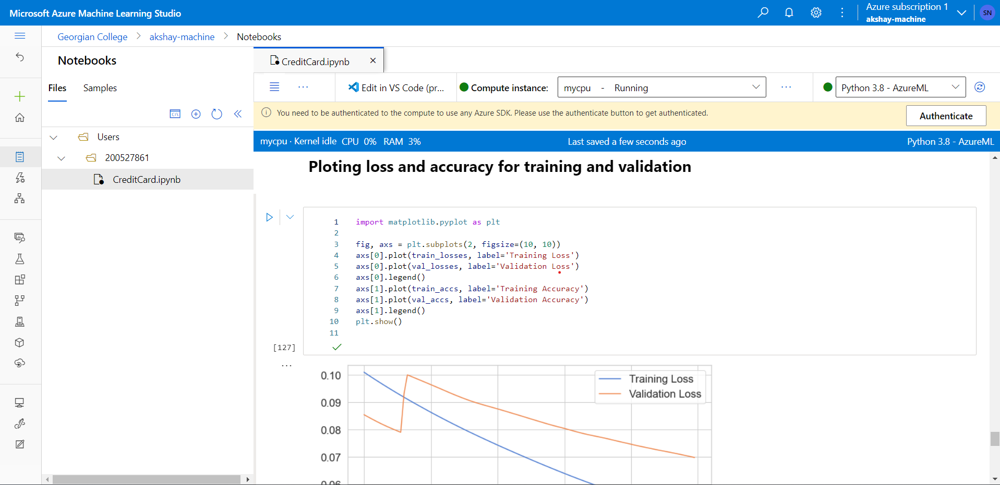 Microsoft Azure Machine Learning Studio
Azure subscription 1
akshay-machine
SN
Georgian College > akshay-machine > Notebooks
Notebooks
Files Samples
Users
200527861
CreditCard.ipynb
CreditCard.ipynb ×
... Edit in VS Code (pr... Compute instance: mycpu - Running ... Python 3.8 - AzureML
You need to be authenticated to the compute to use any Azure SDK. Please use the authenticate button to get authenticated. Authenticate
mycpu · Kernel idle CPU 0% RAM 3% Last saved a few seconds ago Python 3.8 - AzureML
Ploting loss and accuracy for training and validation
1 import matplotlib.pyplot as plt
2
3 fig, axs = plt.subplots(2, figsize=(10, 10))
4 axs[0].plot(train_losses, label='Training Loss')
5 axs[0].plot(val_losses, label='Validation Loss')
6 axs[0].legend()
7 axs[1].plot(train_accs, label='Training Accuracy')
8 axs[1].plot(val_accs, label='Validation Accuracy')
9 axs[1].legend()
10 plt.show()
11
[127]
...
Training Loss
Validation Loss
0.10
0.09
0.08
0.07
0.06